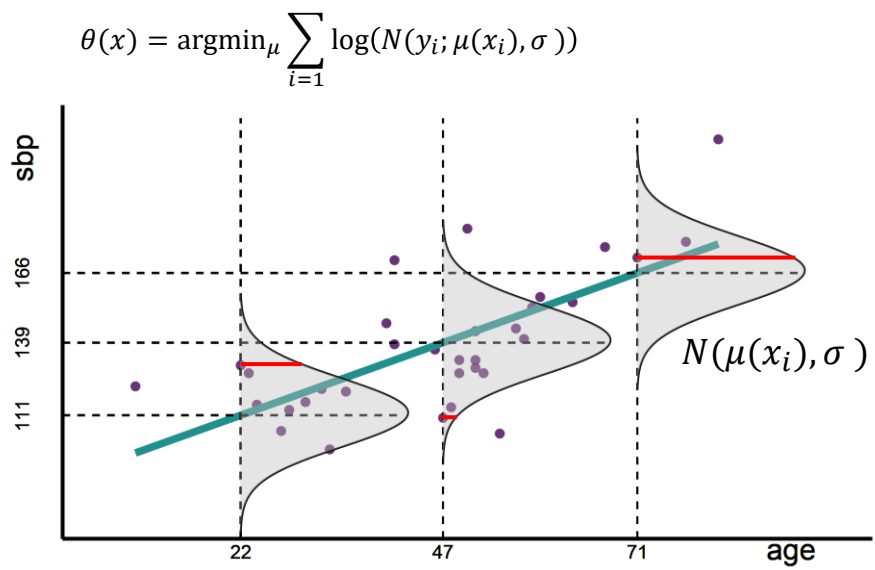 θ(x) = argmin_μ ∑_{i=1} log(N(y_i; μ(x_i), σ ))
sbp
166
139
111
N(μ(x_i), σ )
22
47
71
age